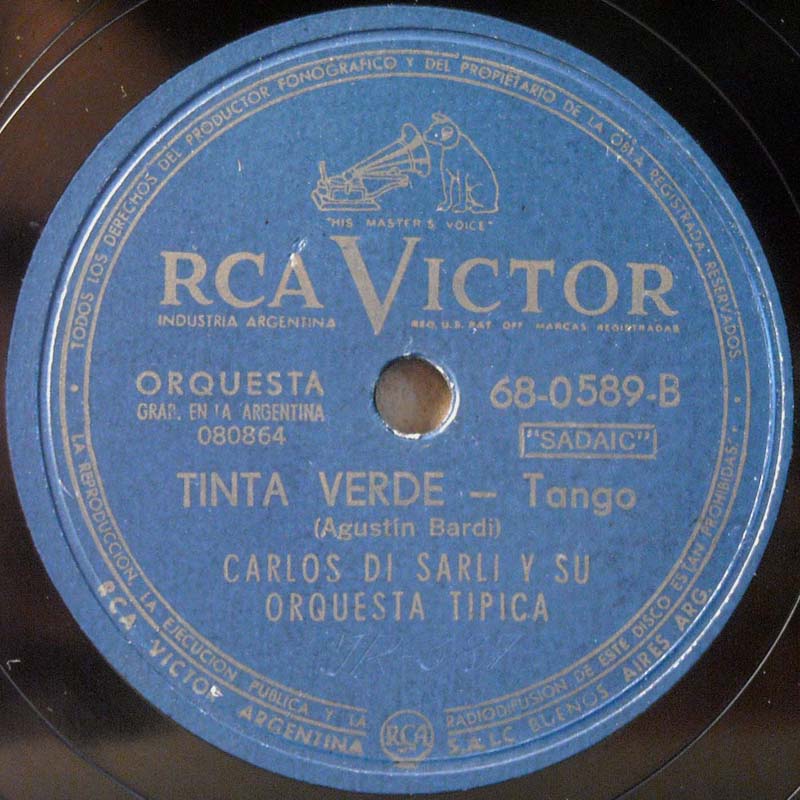 TODOS LOS DERECHOS DEL PRODUCTOR FONOGRAFICO Y DEL PROPIETARIO DE LA OBRA REGISTRADA RESERVADOS.
"HIS MASTER'S VOICE"
RCA VICTOR
INDUSTRIA ARGENTINA
REG. U.S. PAT. OFF. MARCAS REGISTRADAS
ORQUESTA
GRAB. EN LA ARGENTINA
080864
68-0589-B
"SADAIC"
TINTA VERDE — Tango
(Agustín Bardi)
CARLOS DI SARLI Y SU
ORQUESTA TIPICA
LA REPRODUCCION, LA EJECUCION PUBLICA Y LA RADIODIFUSION DE ESTE DISCO ESTAN PROHIBIDAS.
RCA VICTOR ARGENTINA
RCA
S.A.I.C. BUENOS AIRES ARG.